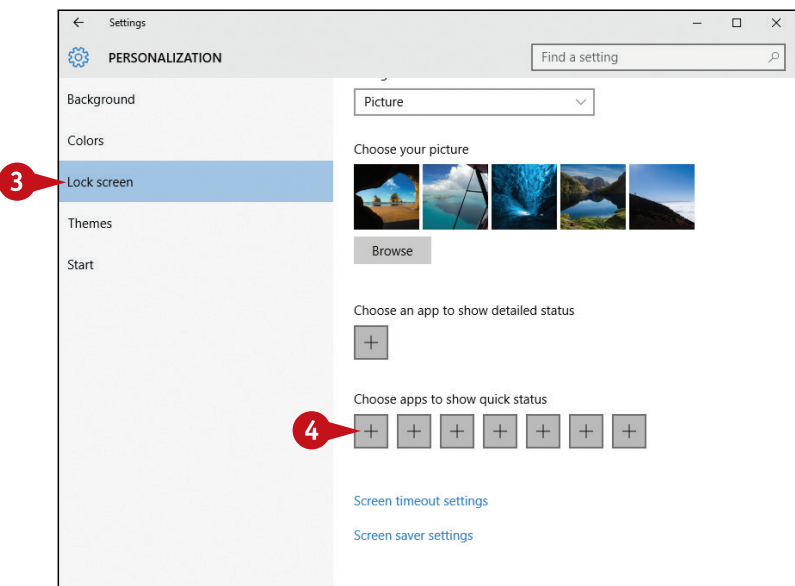 Settings
PERSONALIZATION
Find a setting
Background
Colors
3
Lock screen
Themes
Start
Picture
Choose your picture
Browse
Choose an app to show detailed status
+
Choose apps to show quick status
4
+ + + + + + +
Screen timeout settings
Screen saver settings